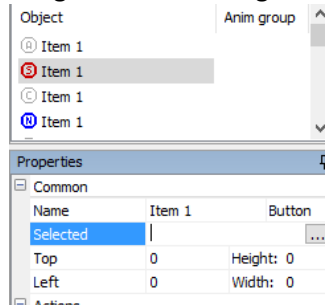 Object Anim group
A Item 1
S Item 1
C Item 1
N Item 1
Properties
Common
Name Item 1 Button
Selected ...
Top 0 Height: 0
Left 0 Width: 0
Actions